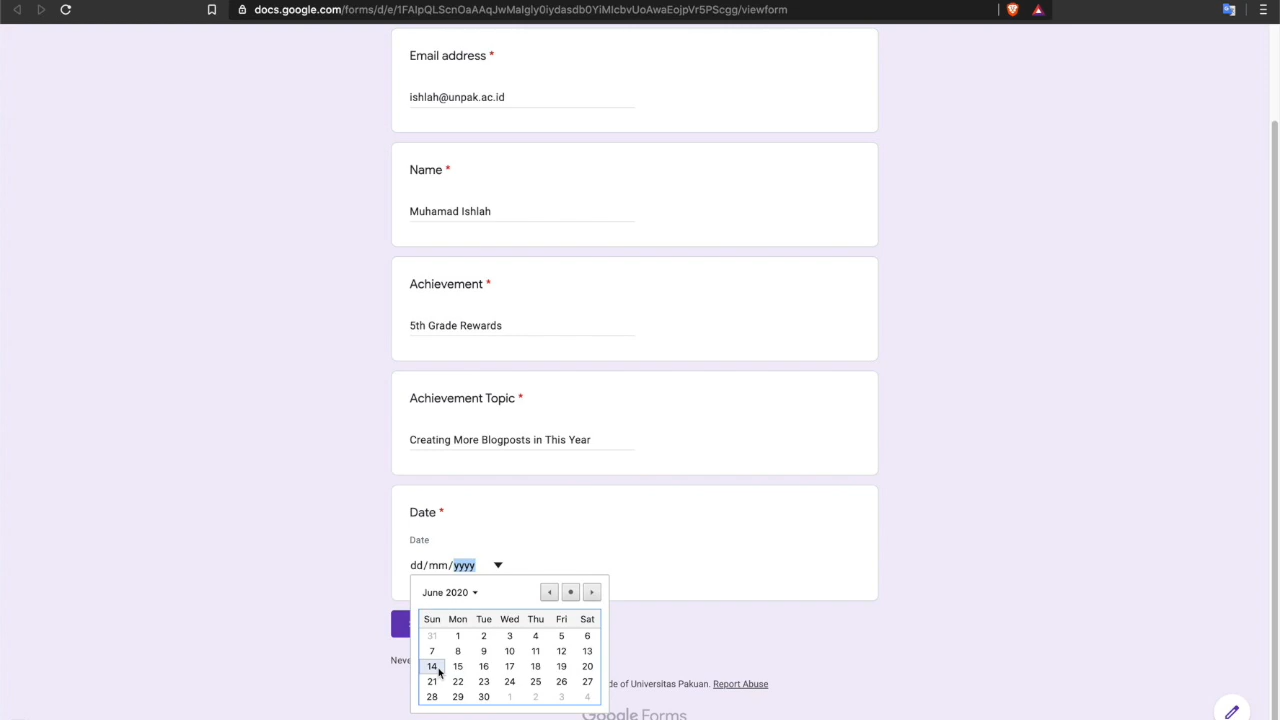 docs.google.com/forms/d/e/1FAIpQLScnOaAAqJwMaIgIy0iydasdb0YiMIcbvUoAwaEojpVr5PScgg/viewform
Email address *
ishlah@unpak.ac.id
Name *
Muhamad Ishlah
Achievement *
5th Grade Rewards
Achievement Topic *
Creating More Blogposts in This Year
Date *
Date
dd/mm/yyyy
June 2020
Sun Mon Tue Wed Thu Fri Sat
31 1 2 3 4 5 6
7 8 9 10 11 12 13
14 15 16 17 18 19 20
21 22 23 24 25 26 27
28 29 30 1 2 3 4
Neve
de of Universitas Pakuan. Report Abuse
Google Forms